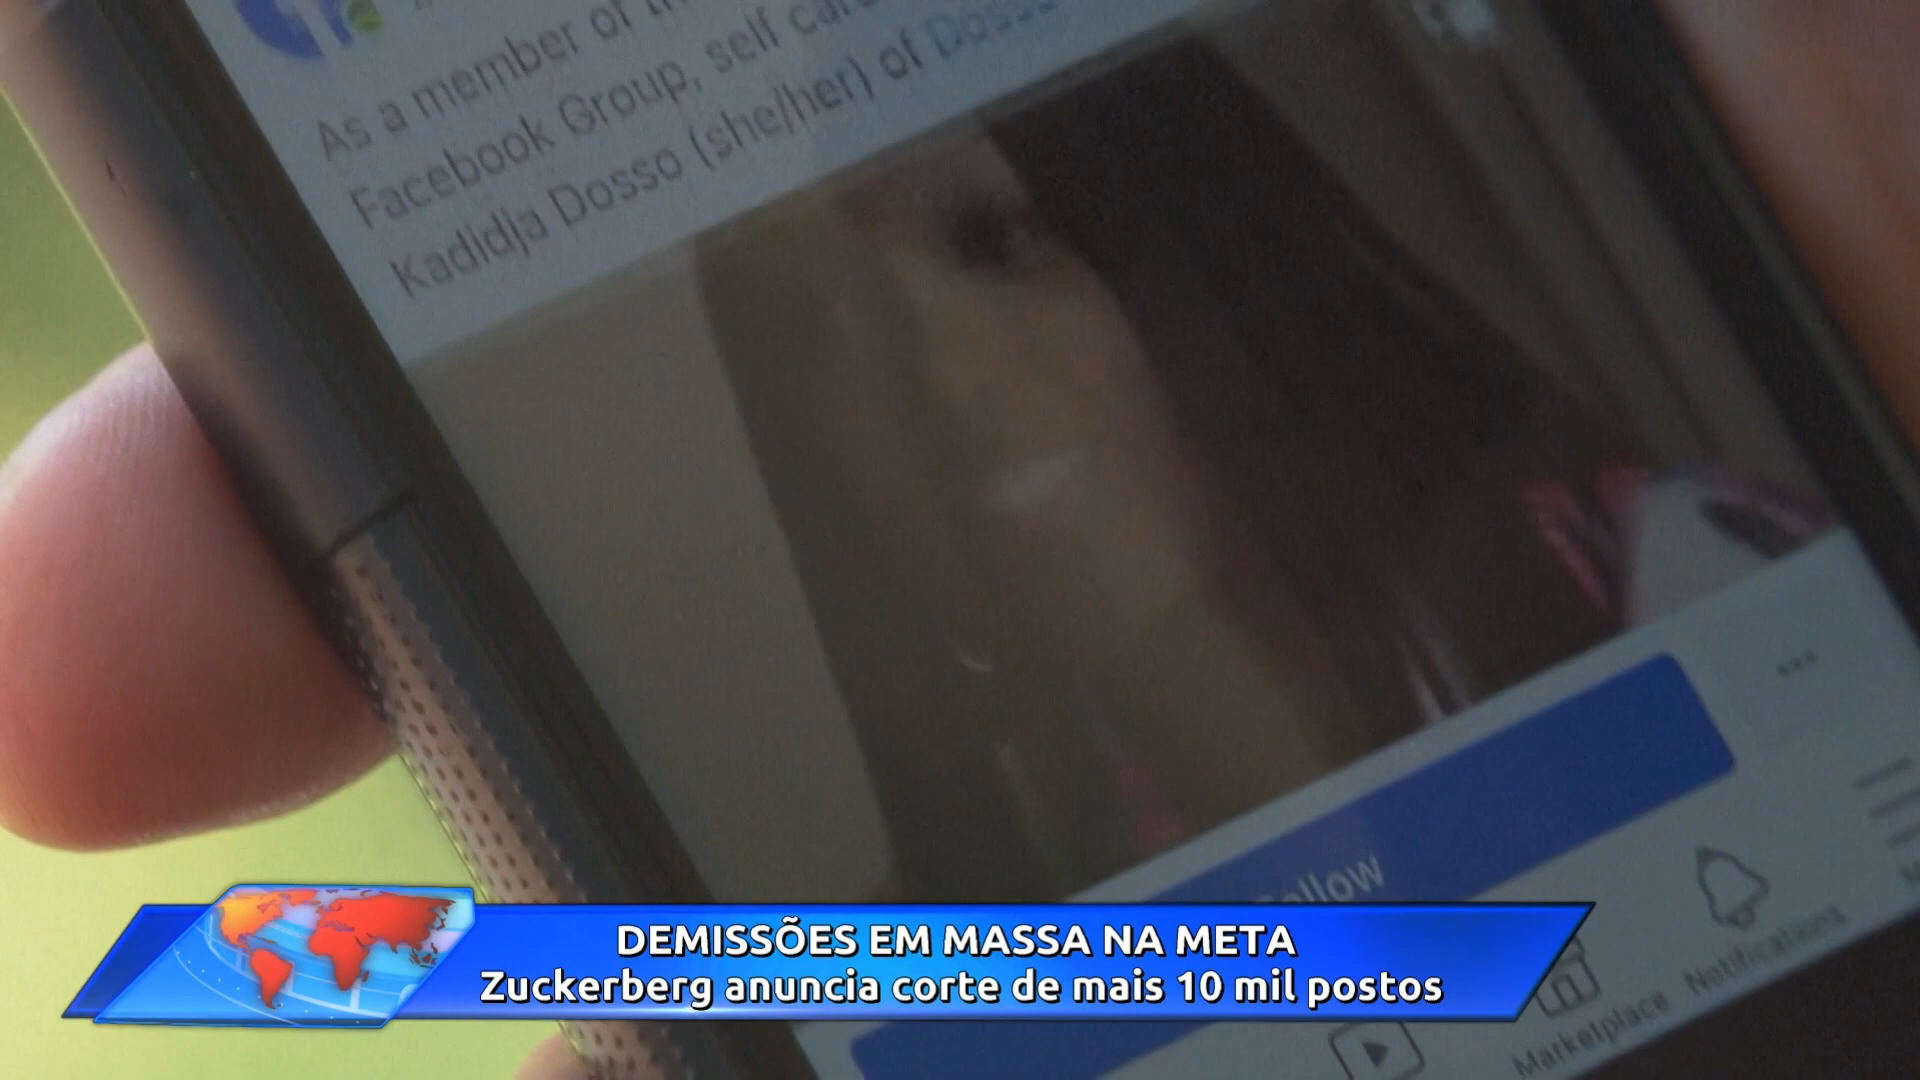 As a member of
Facebook Group, self
Kadidja Dosso (she/her) of Dosso
Follow
Notifications
Marketplace
DEMISSÕES EM MASSA NA META
Zuckerberg anuncia corte de mais 10 mil postos